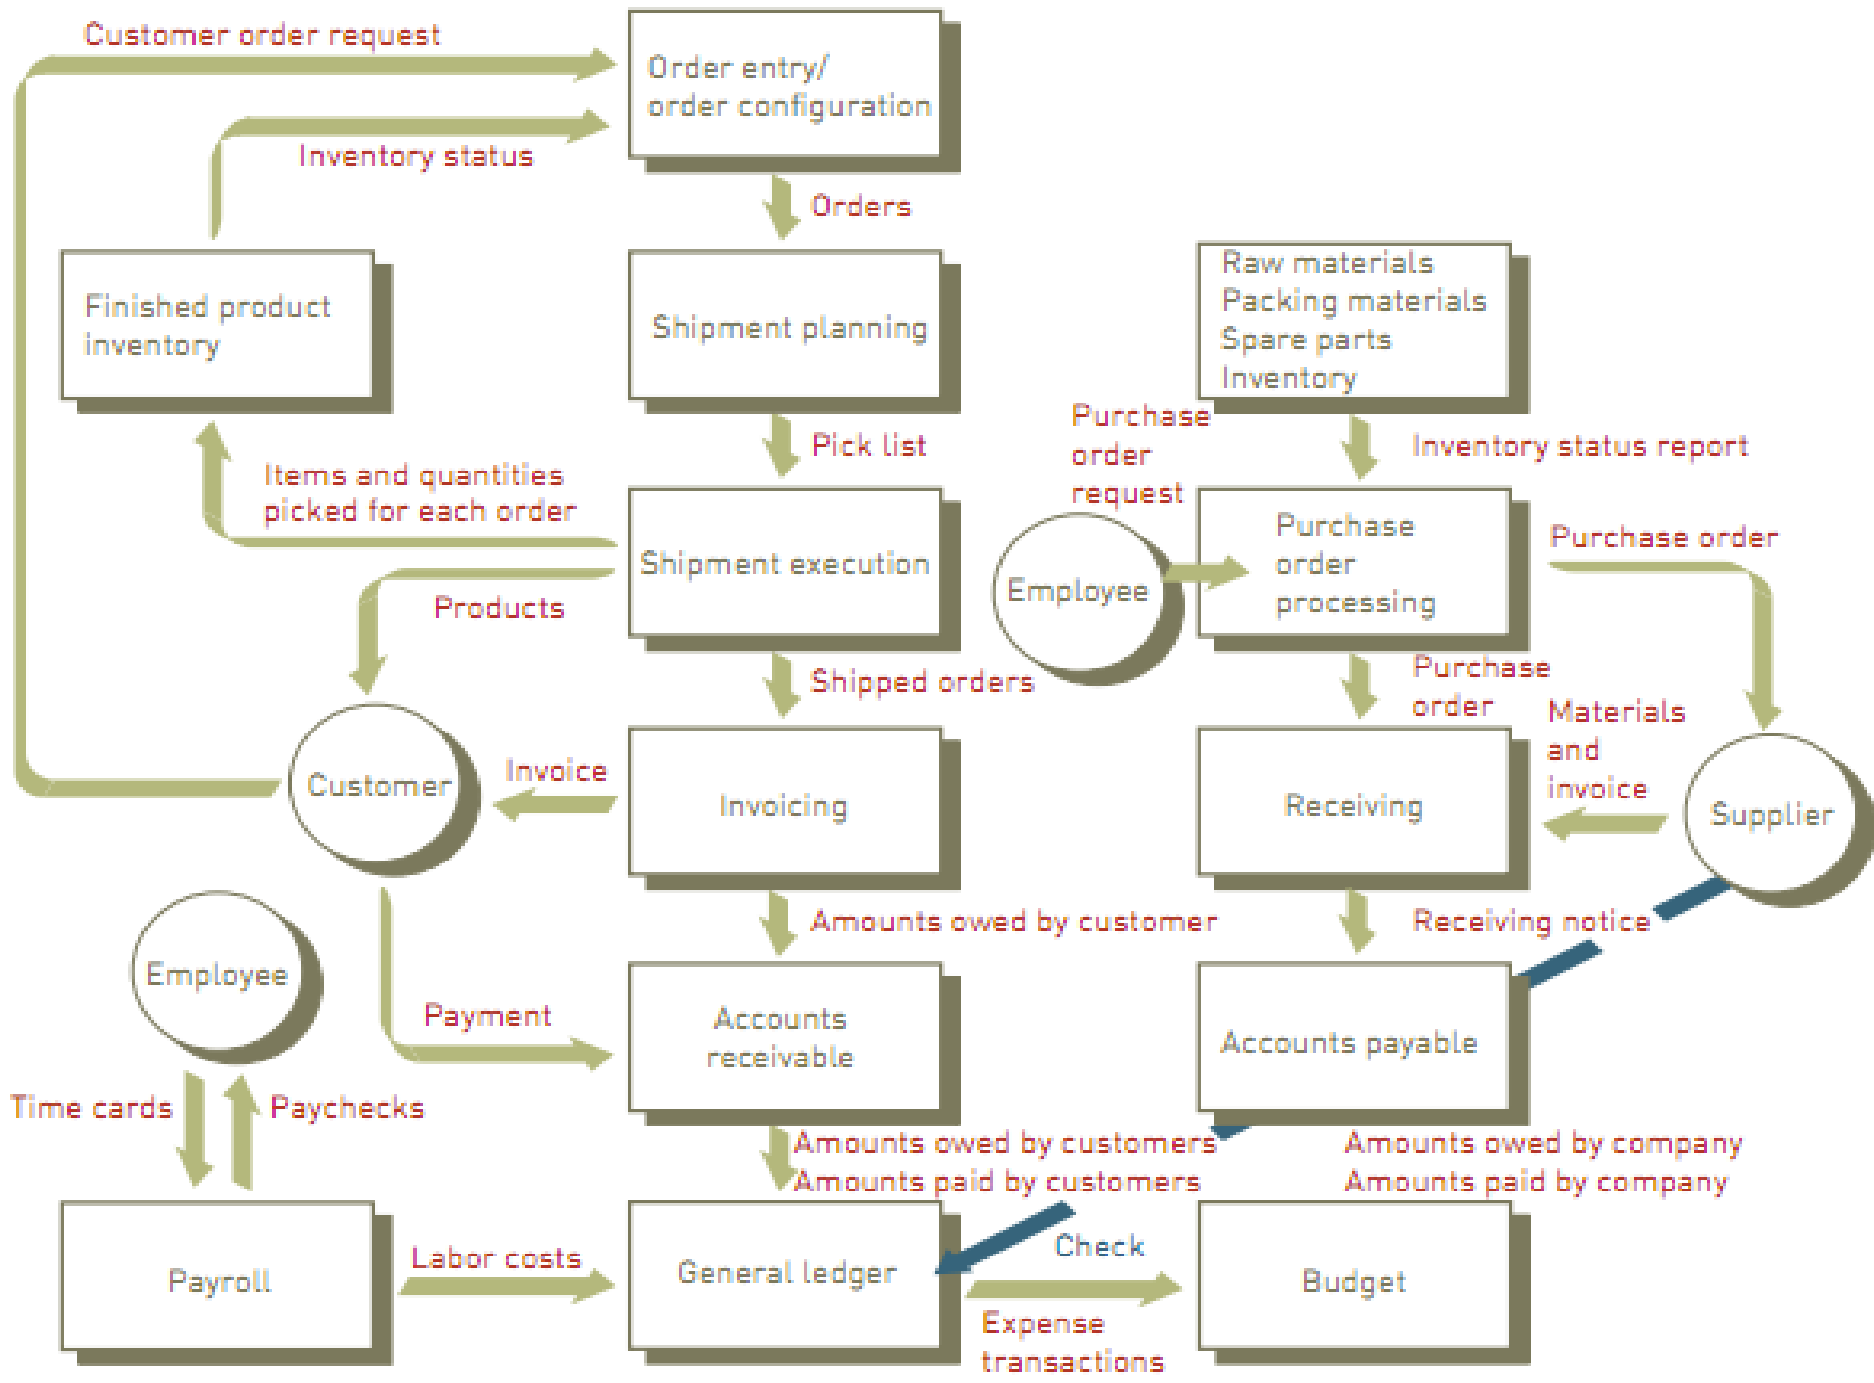 Customer order request
Order entry/
order configuration
Inventory status
Orders
Finished product
inventory
Shipment planning
Raw materials
Packing materials
Spare parts
Inventory
Pick list
Purchase
order
request
Inventory status report
Items and quantities
picked for each order
Shipment execution
Employee
Purchase
order
processing
Purchase order
Products
Shipped orders
Purchase
order
Materials
and
invoice
Customer
Invoice
Invoicing
Receiving
Supplier
Amounts owed by customer
Receiving notice
Employee
Payment
Accounts
receivable
Accounts payable
Time cards
Paychecks
Amounts owed by customers
Amounts paid by customers
Amounts owed by company
Amounts paid by company
Payroll
Labor costs
General ledger
Check
Budget
Expense
transactions